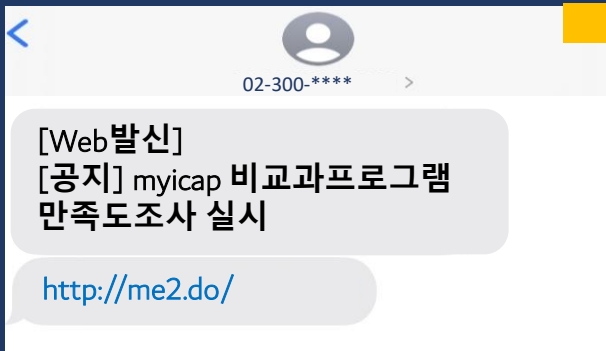 02-300-****
[Web발신]
[공지] myicap 비교과프로그램
만족도조사 실시
http://me2.do/